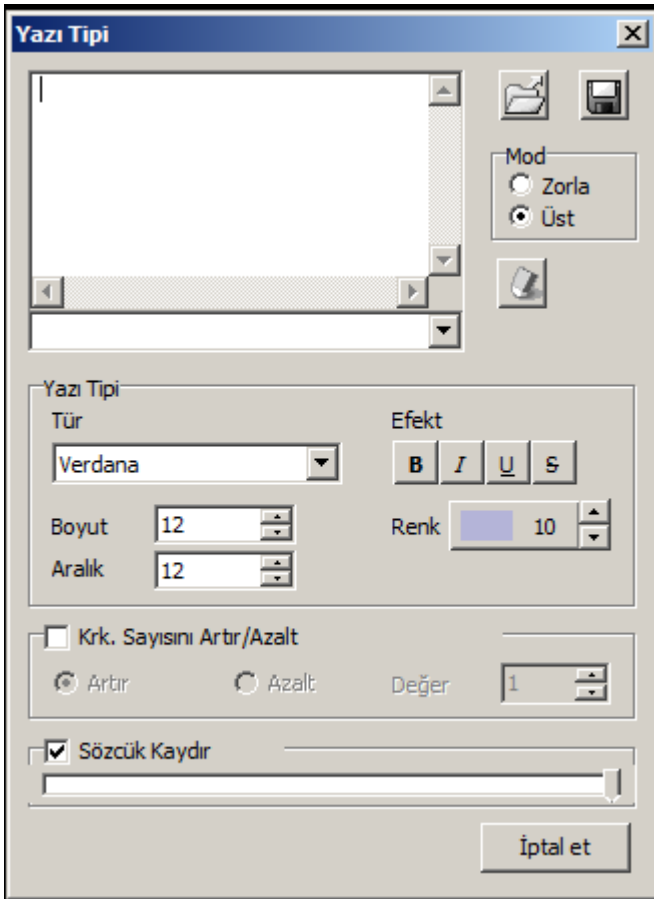 Yazı Tipi
Mod
Zorla
Üst
Yazı Tipi
Tür
Efekt
Verdana
B I U S
Boyut 12
Renk 10
Aralık 12
Krk. Sayısını Artır/Azalt
Artır Azalt Değer 1
Sözcük Kaydır
İptal et